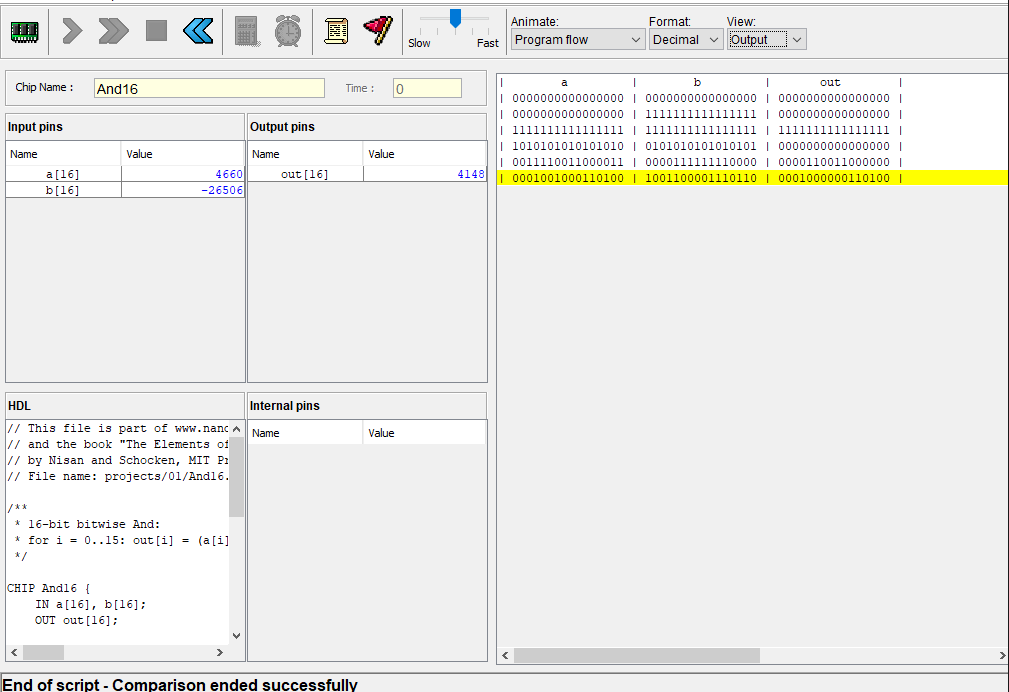 Slow
Fast
Animate:
Program flow
Format:
Decimal
View:
Output
Chip Name :
And16
Time :
0
Input pins
Name
Value
a[16]
4660
b[16]
-26506
Output pins
Name
Value
out[16]
4148
HDL
// This file is part of www.nand
// and the book "The Elements of
// by Nisan and Schocken, MIT Pr
// File name: projects/01/And16.
/**
* 16-bit bitwise And:
* for i = 0..15: out[i] = (a[i]
*/
CHIP And16 {
IN a[16], b[16];
OUT out[16];
Internal pins
Name
Value
| a | b | out |
| 0000000000000000 | 0000000000000000 | 0000000000000000 |
| 0000000000000000 | 1111111111111111 | 0000000000000000 |
| 1111111111111111 | 1111111111111111 | 1111111111111111 |
| 1010101010101010 | 0101010101010101 | 0000000000000000 |
| 0011110011000011 | 0000111111110000 | 0000110011000000 |
| 0001001000110100 | 1001100001110110 | 0001000000110100 |
End of script - Comparison ended successfully